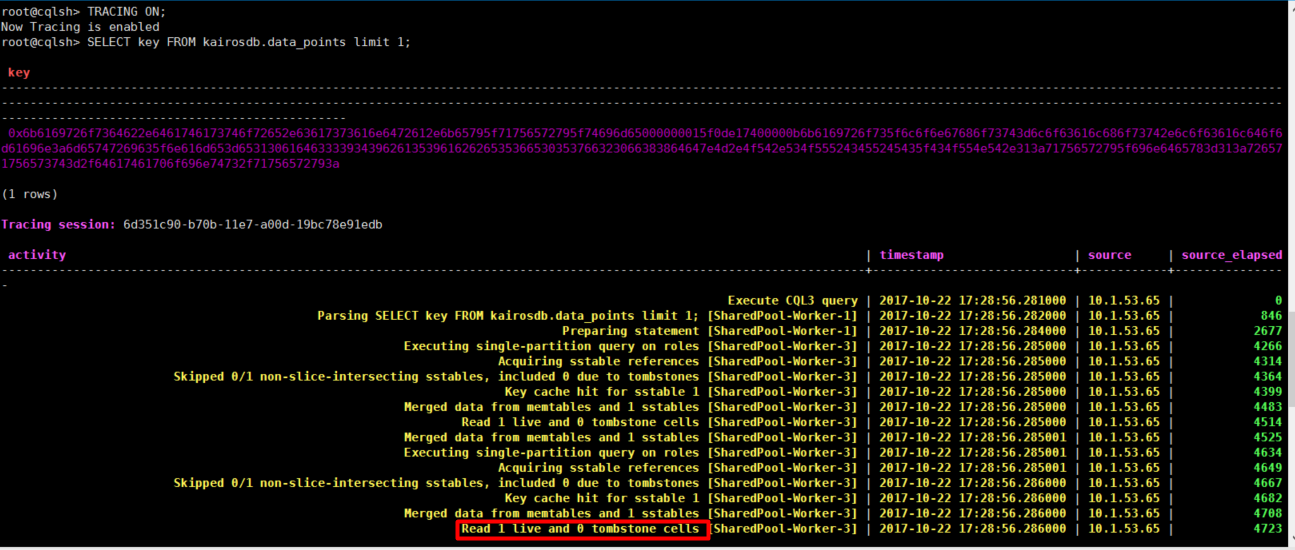 root@cqlsh> TRACING ON;
Now Tracing is enabled
root@cqlsh> SELECT key FROM kairosdb.data_points limit 1;
key
(1 rows)
Tracing session: 6d351c90-b70b-11e7-a00d-19bc78e91edb
activity | timestamp | source | source_elapsed
Execute CQL3 query | 2017-10-22 17:28:56.281000 | 10.1.53.65 | 0
Parsing SELECT key FROM kairosdb.data_points limit 1; [SharedPool-Worker-1] | 2017-10-22 17:28:56.282000 | 10.1.53.65 | 846
Preparing statement [SharedPool-Worker-1] | 2017-10-22 17:28:56.284000 | 10.1.53.65 | 2677
Executing single-partition query on roles [SharedPool-Worker-3] | 2017-10-22 17:28:56.285000 | 10.1.53.65 | 4266
Acquiring sstable references [SharedPool-Worker-3] | 2017-10-22 17:28:56.285000 | 10.1.53.65 | 4314
Skipped 0/1 non-slice-intersecting sstables, included 0 due to tombstones [SharedPool-Worker-3] | 2017-10-22 17:28:56.285000 | 10.1.53.65 | 4364
Key cache hit for sstable 1 [SharedPool-Worker-3] | 2017-10-22 17:28:56.285000 | 10.1.53.65 | 4399
Merged data from memtables and 1 sstables [SharedPool-Worker-3] | 2017-10-22 17:28:56.285000 | 10.1.53.65 | 4483
Read 1 live and 0 tombstone cells [SharedPool-Worker-3] | 2017-10-22 17:28:56.285000 | 10.1.53.65 | 4514
Merged data from memtables and 1 sstables [SharedPool-Worker-3] | 2017-10-22 17:28:56.285001 | 10.1.53.65 | 4525
Executing single-partition query on roles [SharedPool-Worker-3] | 2017-10-22 17:28:56.285001 | 10.1.53.65 | 4634
Acquiring sstable references [SharedPool-Worker-3] | 2017-10-22 17:28:56.285001 | 10.1.53.65 | 4649
Skipped 0/1 non-slice-intersecting sstables, included 0 due to tombstones [SharedPool-Worker-3] | 2017-10-22 17:28:56.286000 | 10.1.53.65 | 4667
Key cache hit for sstable 1 [SharedPool-Worker-3] | 2017-10-22 17:28:56.286000 | 10.1.53.65 | 4682
Merged data from memtables and 1 sstables [SharedPool-Worker-3] | 2017-10-22 17:28:56.286000 | 10.1.53.65 | 4708
Read 1 live and 0 tombstone cells [SharedPool-Worker-3] | 2017-10-22 17:28:56.286000 | 10.1.53.65 | 4723